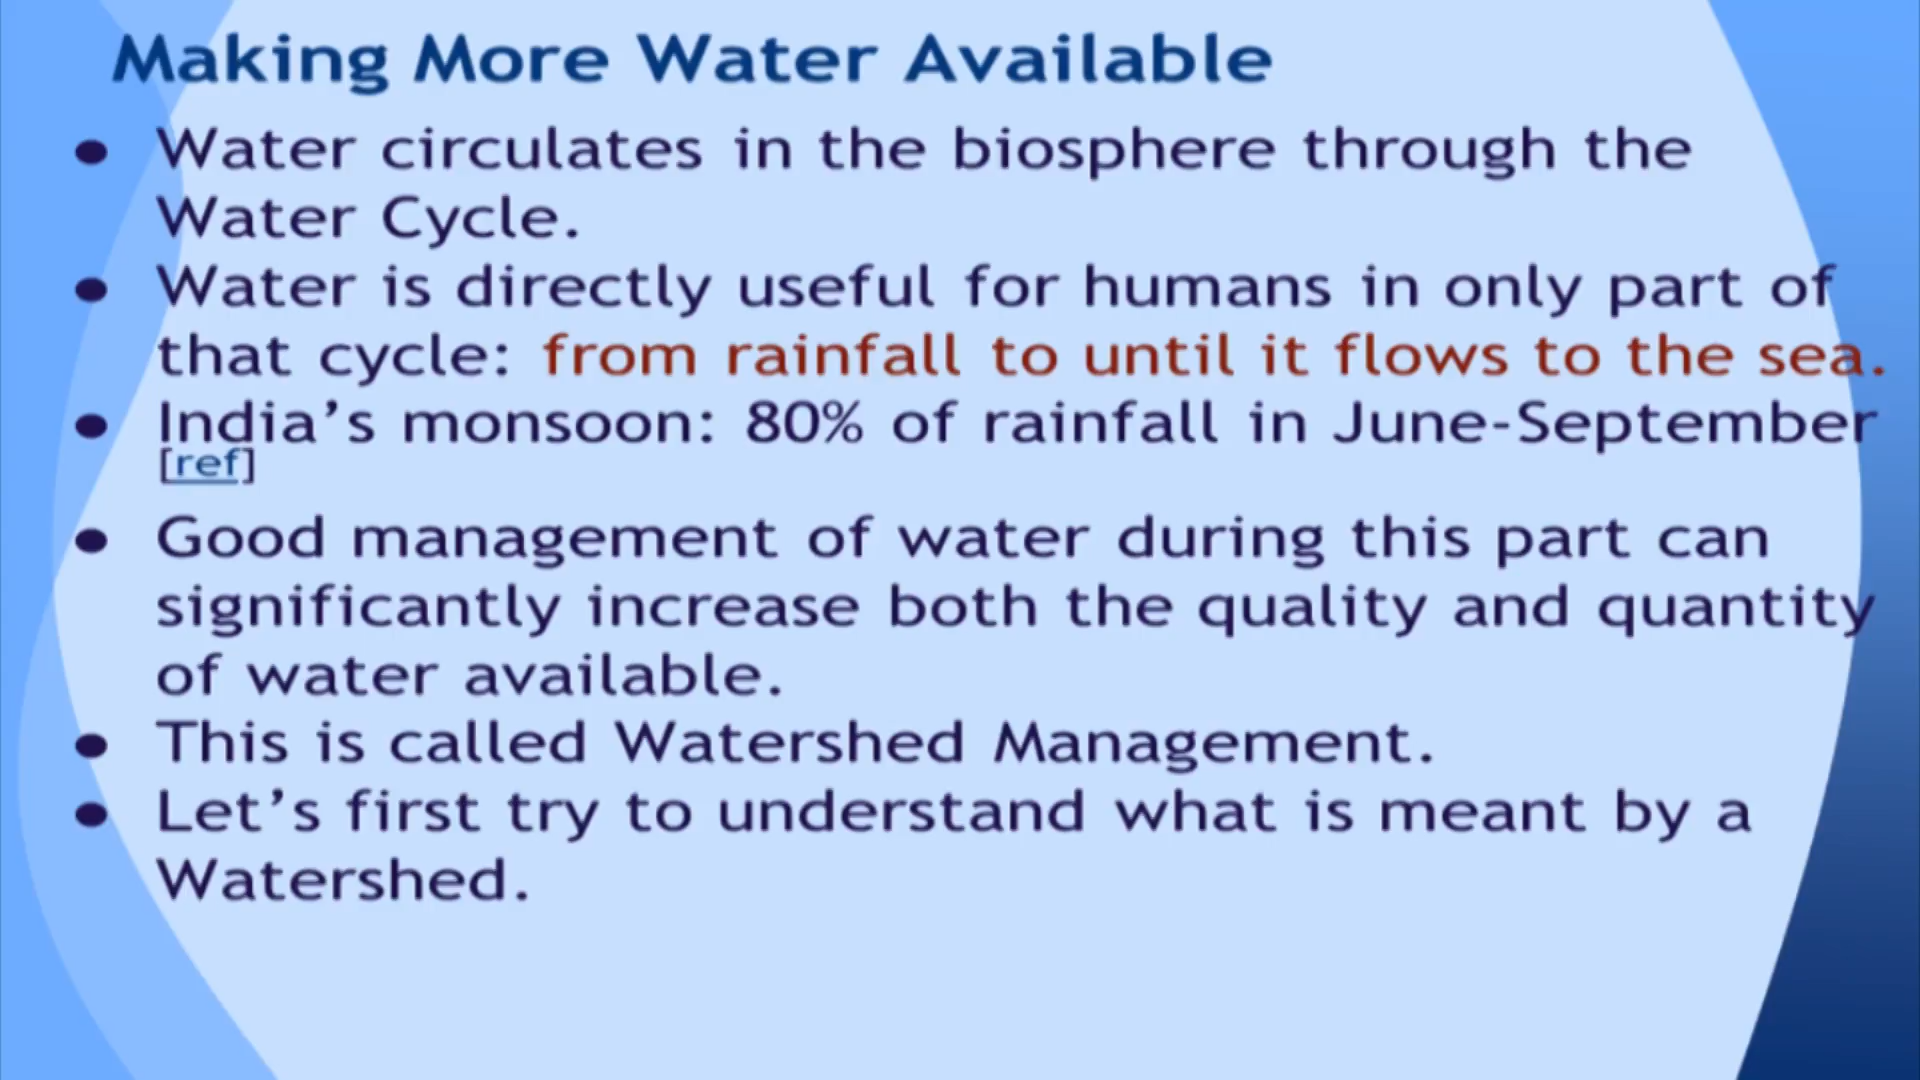 Making More Water Available
● Water circulates in the biosphere through the
Water Cycle.
● Water is directly useful for humans in only part of
that cycle: from rainfall to until it flows to the sea.
● India’s monsoon: 80% of rainfall in June-September
[ref]
● Good management of water during this part can
significantly increase both the quality and quantity
of water available.
● This is called Watershed Management.
● Let’s first try to understand what is meant by a
Watershed.